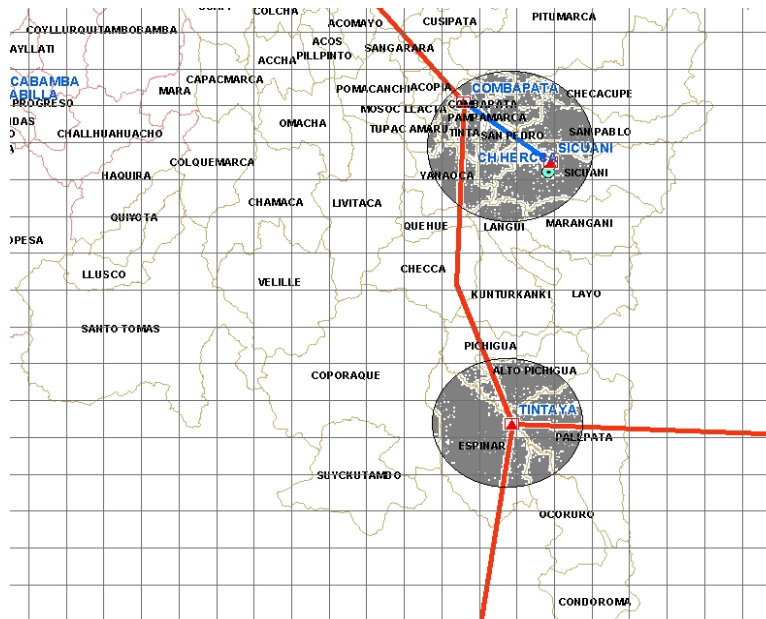 COLCHA
CUSIPATA
PITUMARCA
ACOMAYO
COYLLURQUITAMBOBAMBA
ACOS
SANGARARA
AYLLATI
PILLPINTO
ACCHA
CAPACMARCA
CABAMBA
ABILLA
MARA
POMACANCHI
ACOPIA
COMBAPATA
CHECACUPE
PROGRESO
MOSOC LLACTA
COMBAPATA
PAMPAMARCA
OMACHA
TUPAC AMARU
TINTA
SAN PEDRO
SAN PABLO
CHALLHUAHUACHO
SICUANI
COLQUEMARCA
HAQUIRA
YANAOCA
SICUANI
CHAMACA
LIVITACA
QUIYOTA
QUEHUE
LANGUI
MARANGANI
OPESA
CHECCA
LLUSCO
VELILLE
KUNTURKANKI
LAYO
SANTO TOMAS
PICHIGUA
ALTO PICHIGUA
COPORAQUE
TINTAYA
ESPINAR
PALLPATA
SUYCKUTAMBO
OCORURO
CONDOROMA